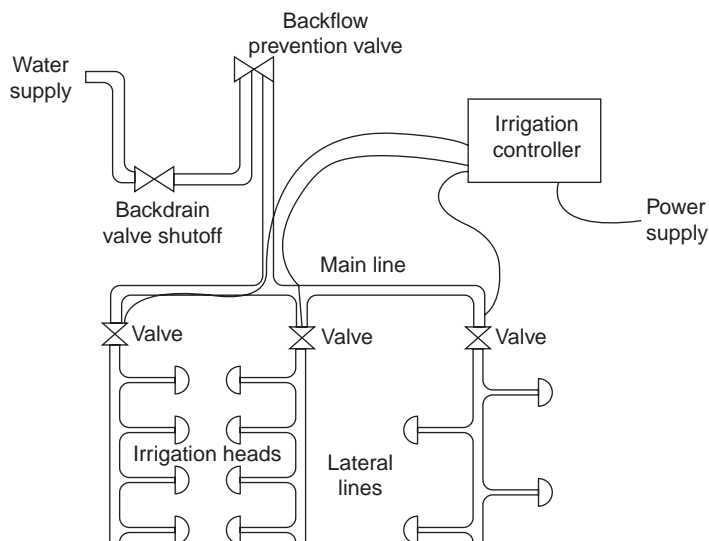 Backflow
prevention valve
Water
supply
Irrigation
controller
Backdrain
valve shutoff
Power
supply
Main line
Valve
Valve
Valve
Irrigation heads
Lateral
lines